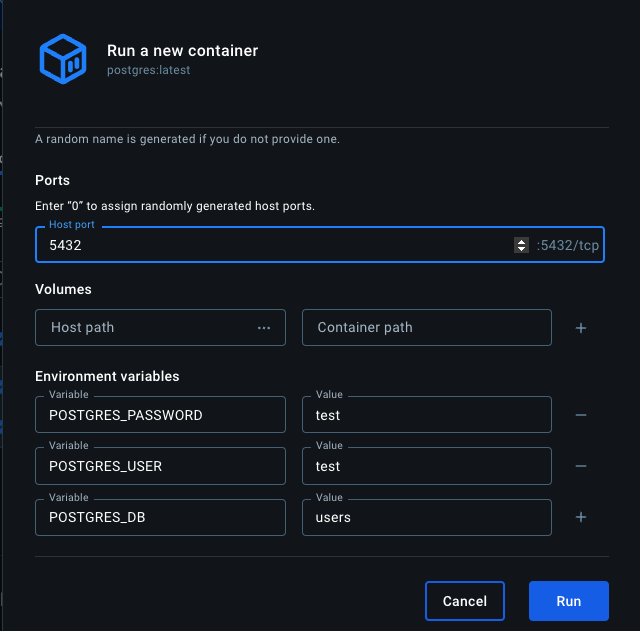 Run a new container
postgres:latest
A random name is generated if you do not provide one.
Ports
Enter “0” to assign randomly generated host ports.
Host port
5432 :5432/tcp
Volumes
Host path ··· Container path +
Environment variables
Variable Value
POSTGRES_PASSWORD test −
Variable Value
POSTGRES_USER test −
Variable Value
POSTGRES_DB users +
Cancel Run